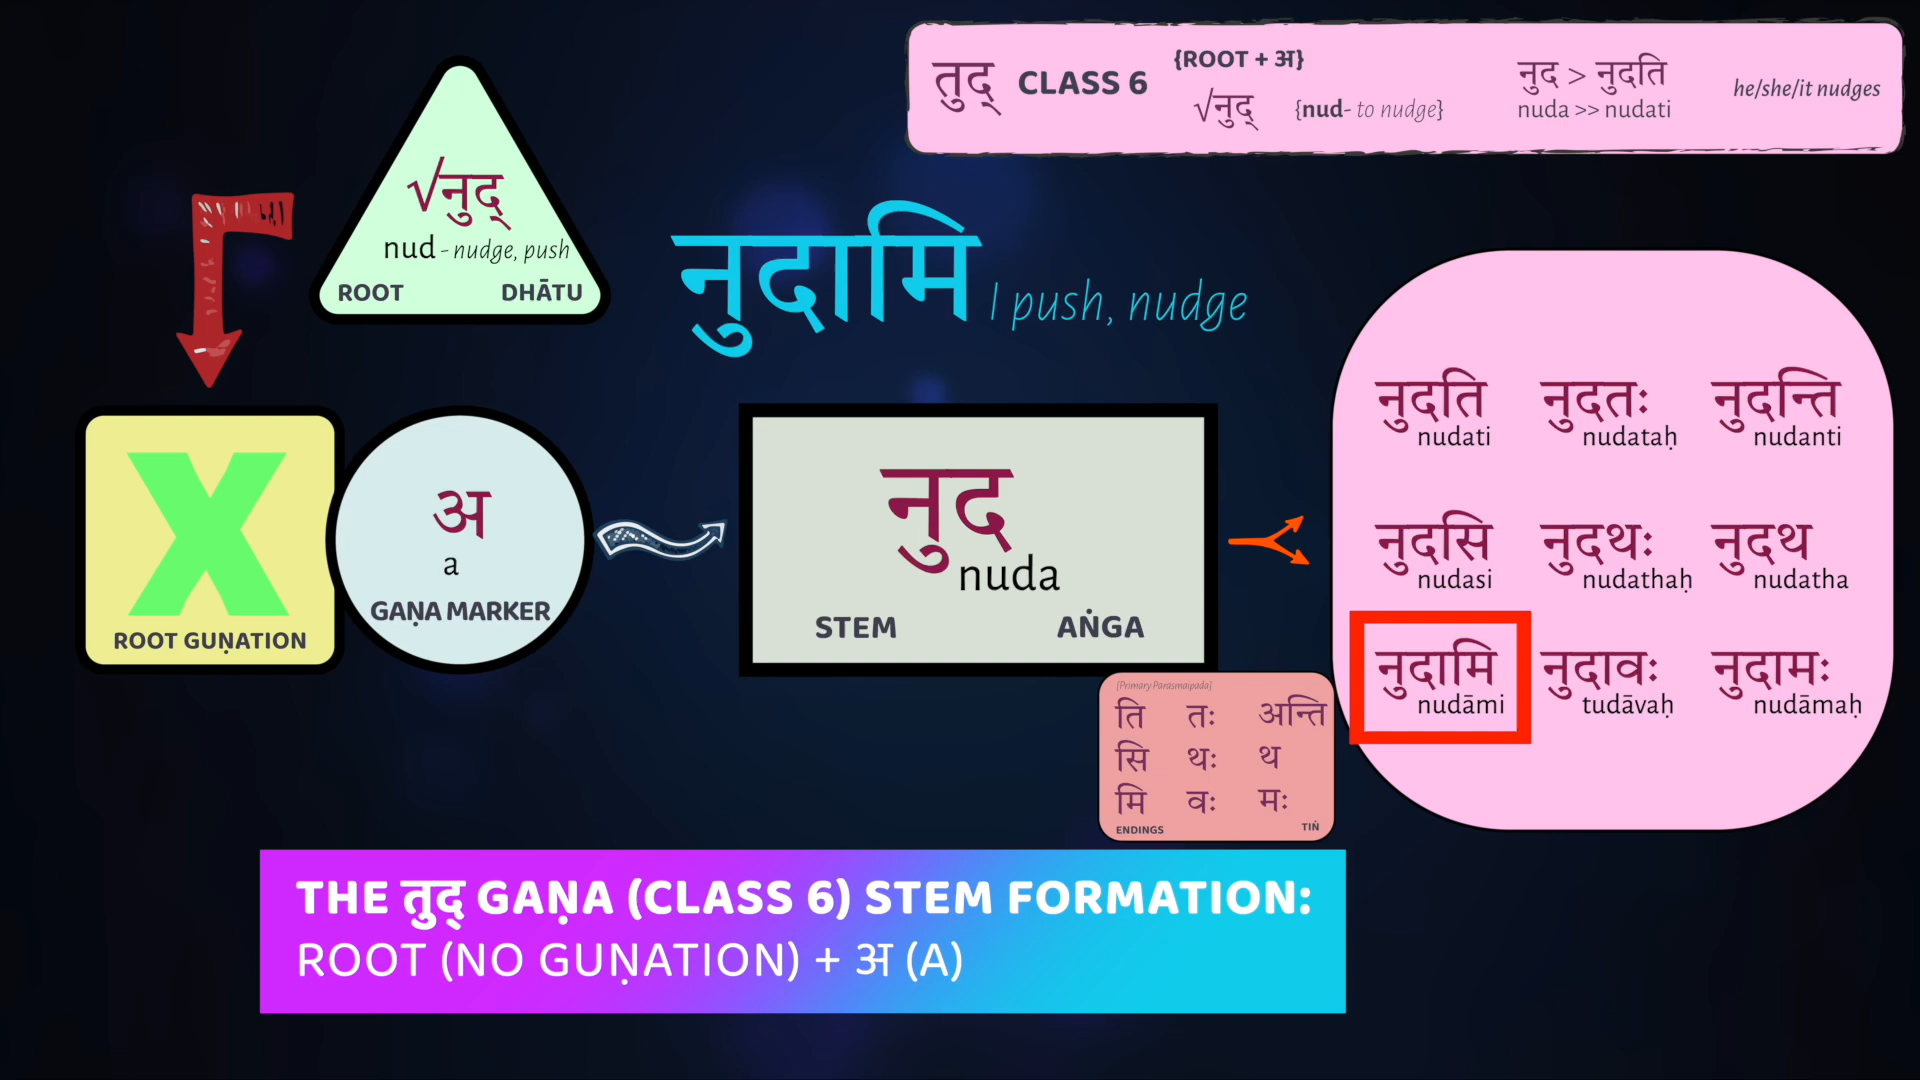 तुद् CLASS 6
{ROOT + अ}
√नुद् {nud- to nudge}
नुद > नुदति
nuda >> nudati
he/she/it nudges
√नुद्
nud - nudge, push
ROOT DHĀTU
नुदामि I push, nudge
X
ROOT GUṆATION
अ
a
GAṆA MARKER
नुद
nuda
STEM AṄGA
नुदति नुदतः नुदन्ति
nudati nudataḥ nudanti
नुदसि नुदथः नुदथ
nudasi nudathaḥ nudatha
नुदामि नुदावः नुदामः
nudāmi tudāvaḥ nudāmaḥ
[Primary Parasmaipada]
ति तः अन्ति
सि थः थ
मि वः मः
ENDINGS TIṄ
THE तुद् GAṆA (CLASS 6) STEM FORMATION:
ROOT (NO GUṆATION) + अ (A)